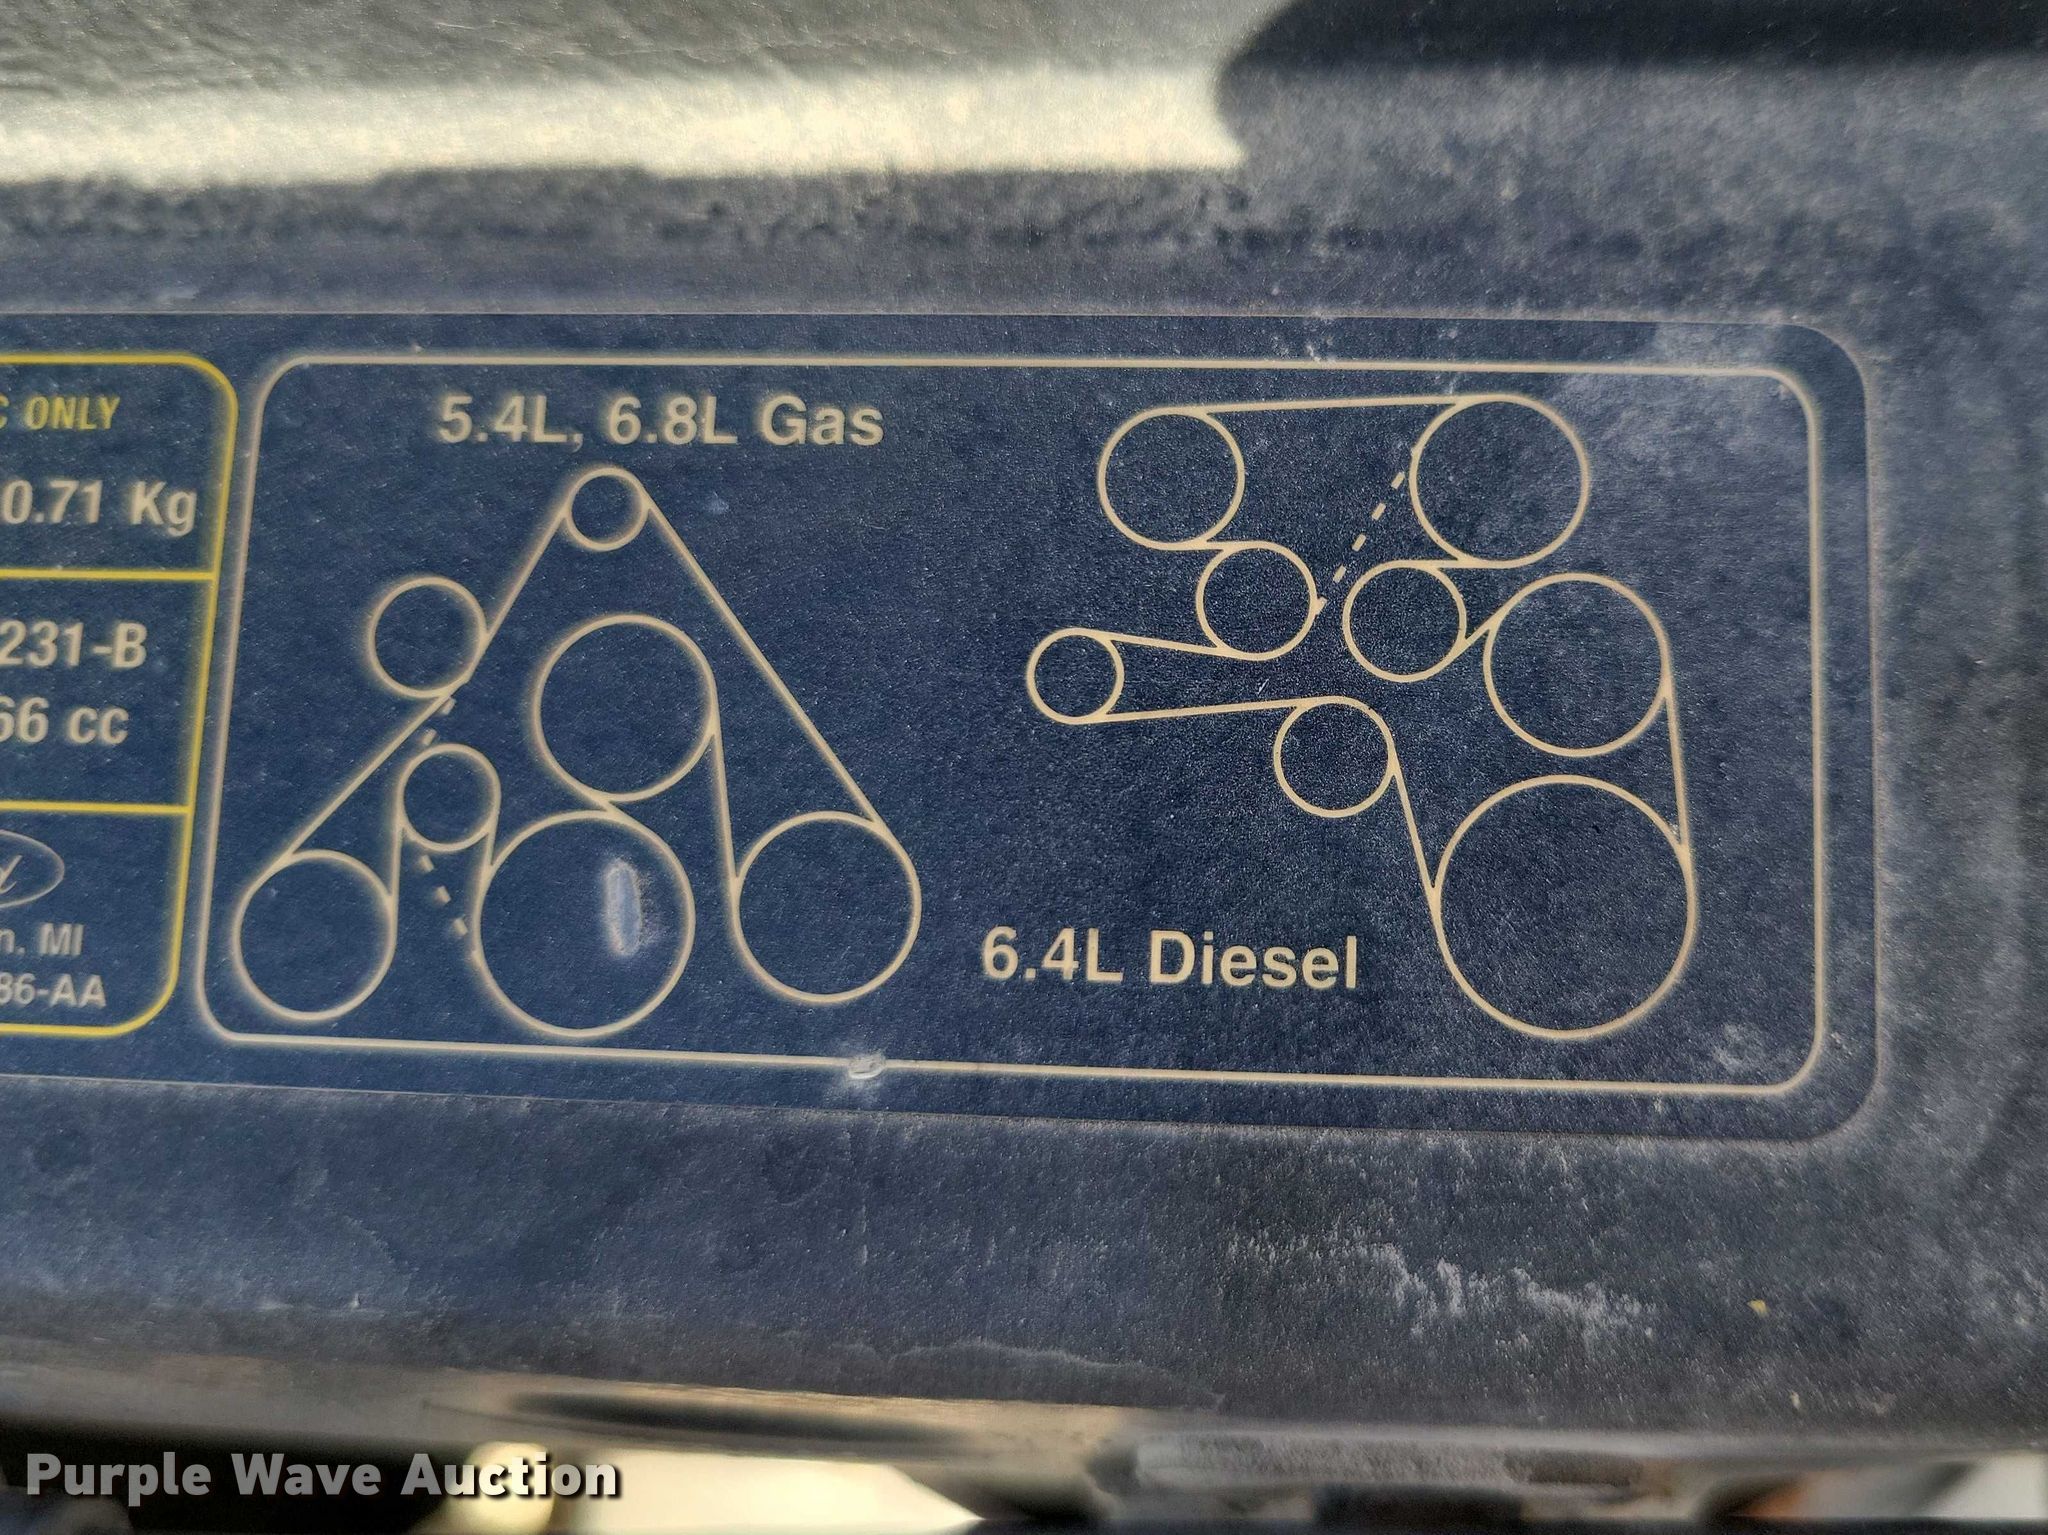 C ONLY
0.71 Kg
231-B
66 cc
n. MI
86-AA
5.4L, 6.8L Gas
6.4L Diesel
Purple Wave Auction